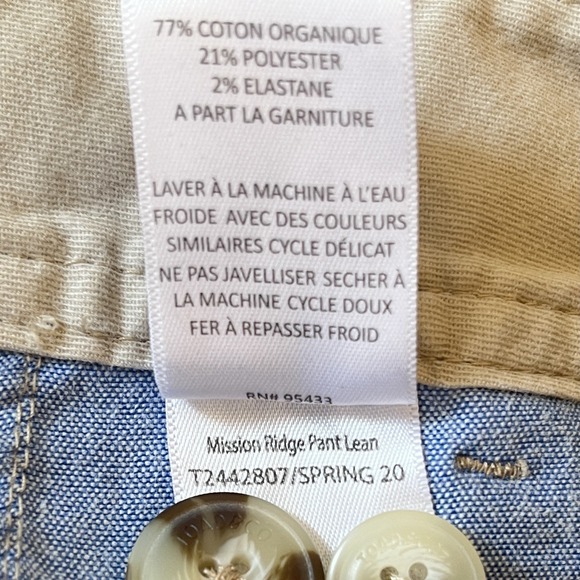 77% COTON ORGANIQUE
21% POLYESTER
2% ELASTANE
A PART LA GARNITURE
LAVER À LA MACHINE À L'EAU
FROIDE AVEC DES COULEURS
SIMILAIRES CYCLE DÉLICAT
NE PAS JAVELLISER SECHER À
LA MACHINE CYCLE DOUX
FER À REPASSER FROID
RN# 95433
Mission Ridge Pant Lean
T2442807/SPRING 20
TOAD&CO